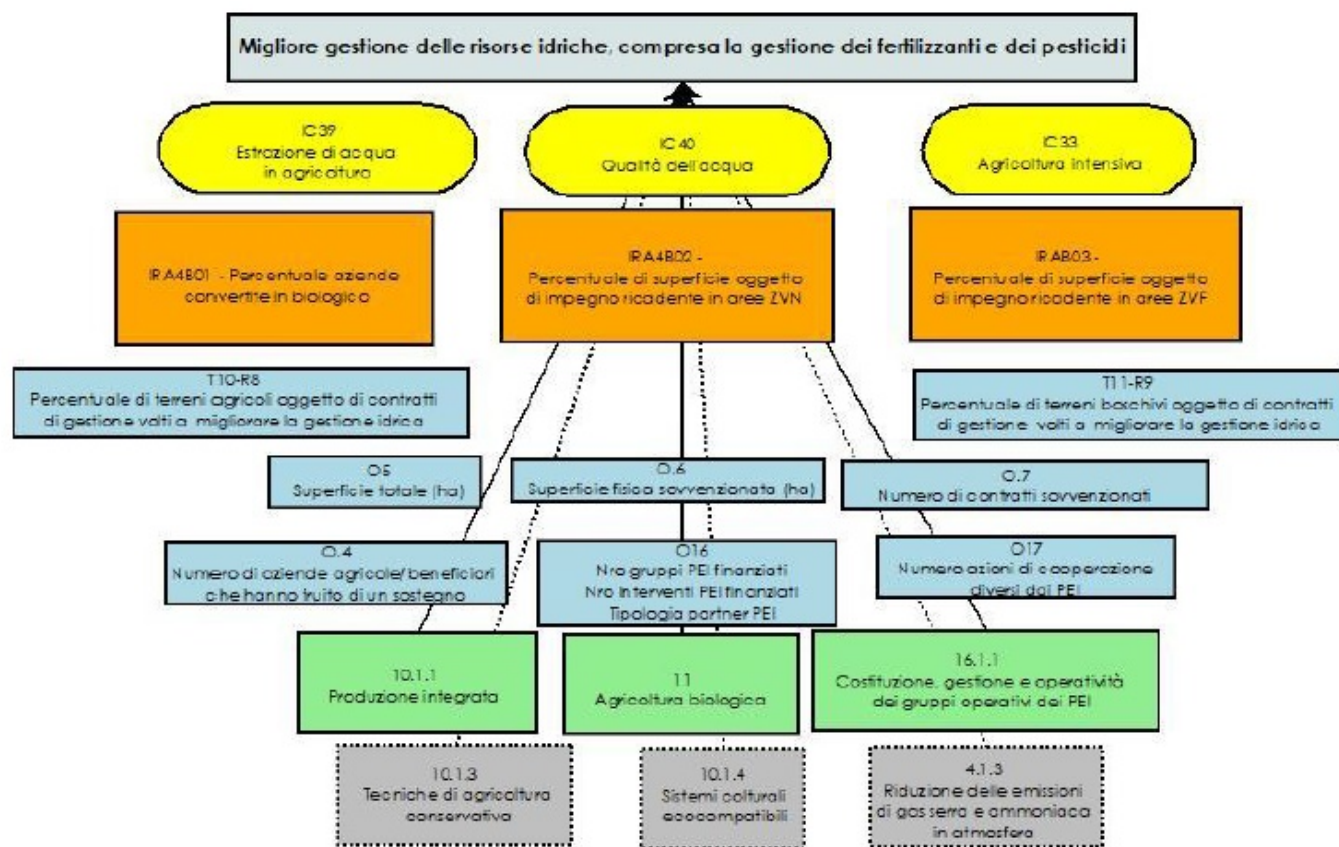 Migliore gestione delle risorse idriche, compresa la gestione dei fertilizzanti e dei pesticidi
IC39
Estrazione di acqua
in agricoltura
IC40
Qualità dell'acqua
IC33
Agricoltura intensiva
IRA4B01 - Percentuale aziende
convertite in biologico
IRA4B02 -
Percentuale di superficie oggetto
di impegno ricadente in aree ZVN
IRAB03 -
Percentuale di superficie oggetto
di impegno ricadente in aree ZVF
T10-R8
Percentuale di terreni agricoli oggetto di contratti
di gestione volti a migliorare la gestione idrica
T11-R9
Percentuale di terreni boschivi oggetto di contratti
di gestione volti a migliorare la gestione idrica
O5
Superficie totale (ha)
O.6
Superficie fisica sovvenzionata (ha)
O.7
Numero di contratti sovvenzionati
O.4
Numero di aziende agricole/beneficiari
che hanno fruito di un sostegno
O16
Nro gruppi PEI finanziati
Nro Interventi PEI finanziati
Tipologia partner PEI
O17
Numero azioni di cooperazione
diversi dai PEI
10.1.1
Produzione integrata
11
Agricoltura biologica
16.1.1
Costituzione, gestione e operatività
dei gruppi operativi dei PEI
10.1.3
Tecniche di agricoltura
conservativa
10.1.4
Sistemi colturali
ecocompatibili
4.1.3
Riduzione delle emissioni
di gas serra e ammoniaca
in atmosfera